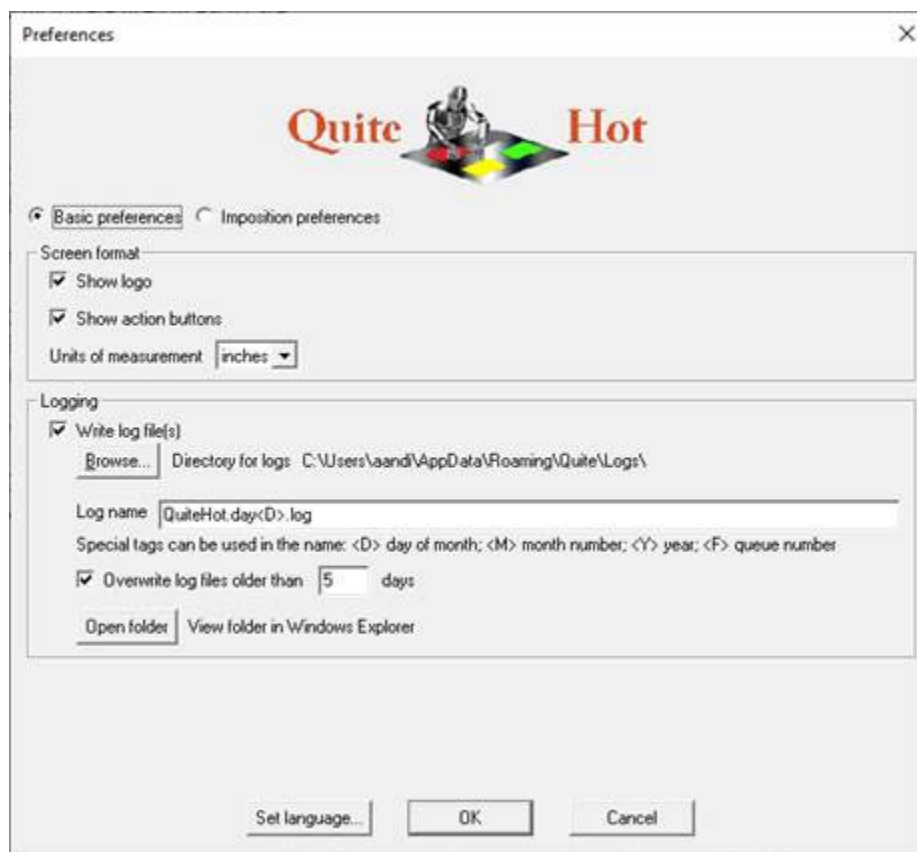 Preferences
Quite Hot
Basic preferences Imposition preferences
Screen format
Show logo
Show action buttons
Units of measurement inches
Logging
Write log file(s)
Browse... Directory for logs C:\Users\aandi\AppData\Roaming\Quite\Logs\
Log name QuiteHot.day<D>.log
Special tags can be used in the name: <D> day of month; <M> month number; <Y> year; <F> queue number
Overwrite log files older than 5 days
Open folder View folder in Windows Explorer
Set language... OK Cancel